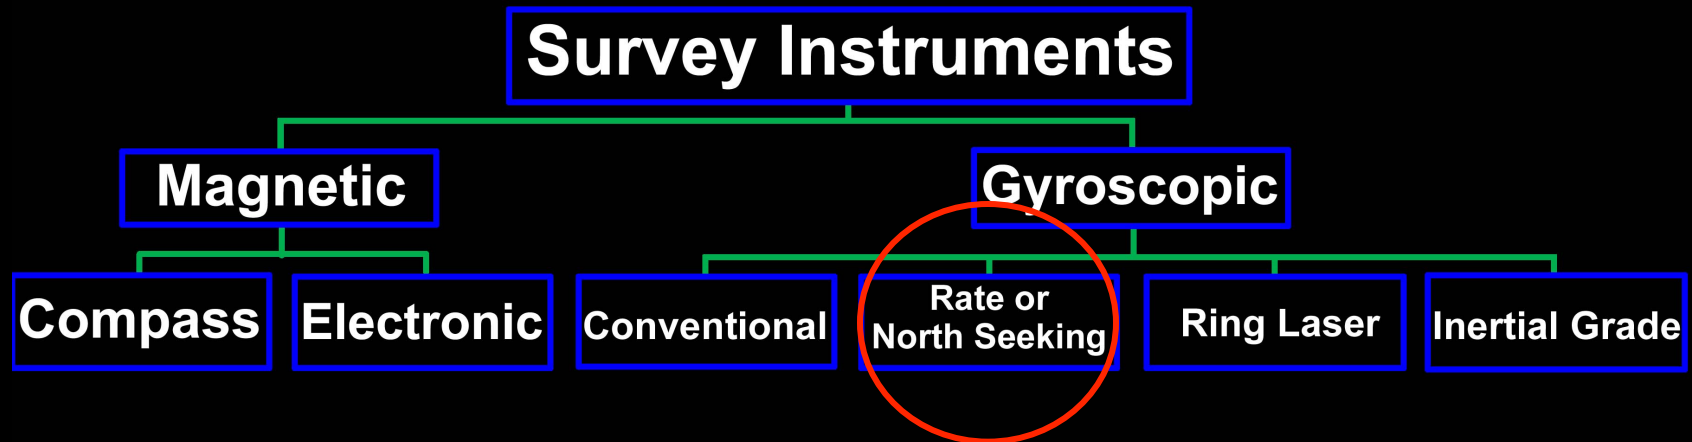 Survey Instruments
Magnetic
Gyroscopic
Compass
Electronic
Conventional
Rate or
North Seeking
Ring Laser
Inertial Grade